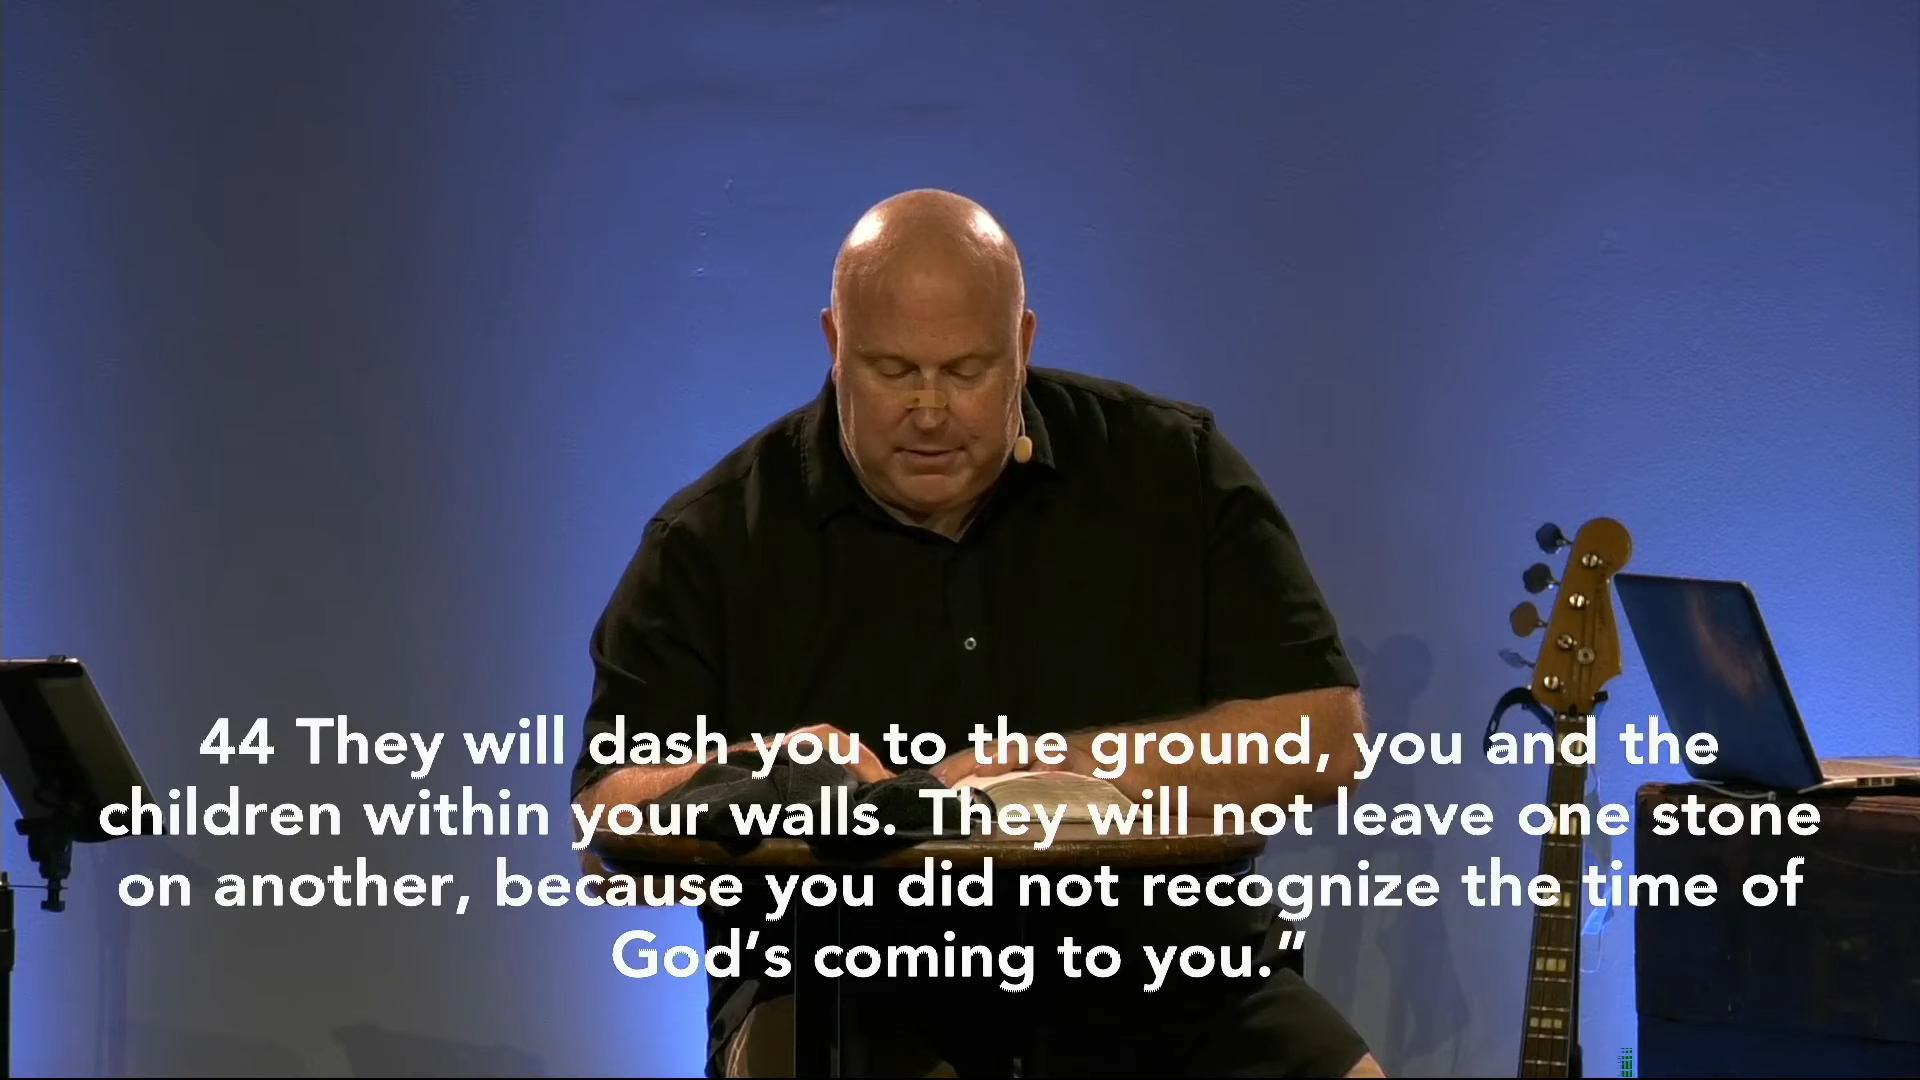 44 They will dash you to the ground, you and the
children within your walls. They will not leave one stone
on another, because you did not recognize the time of
God’s coming to you.”